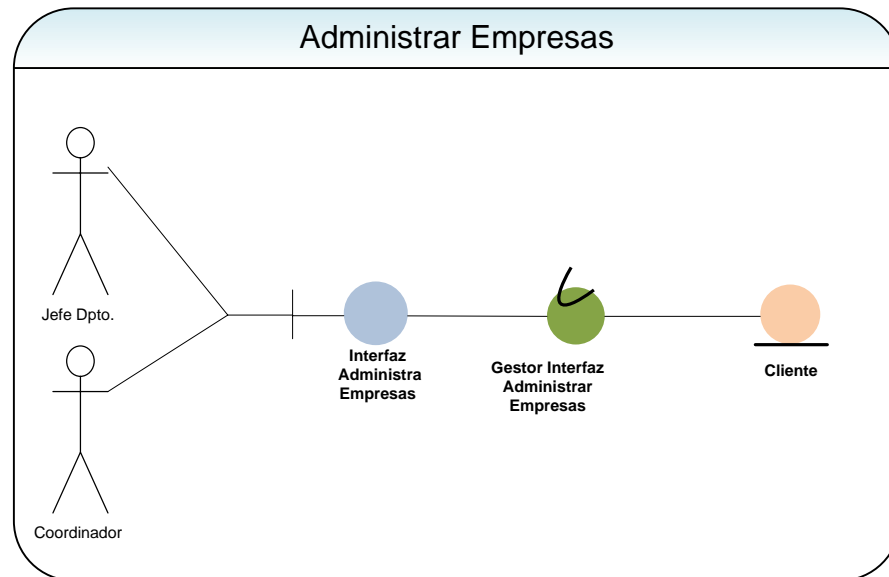 Administrar Empresas
Jefe Dpto.
Interfaz
Administra
Empresas
Gestor Interfaz
Administrar
Empresas
Cliente
Coordinador